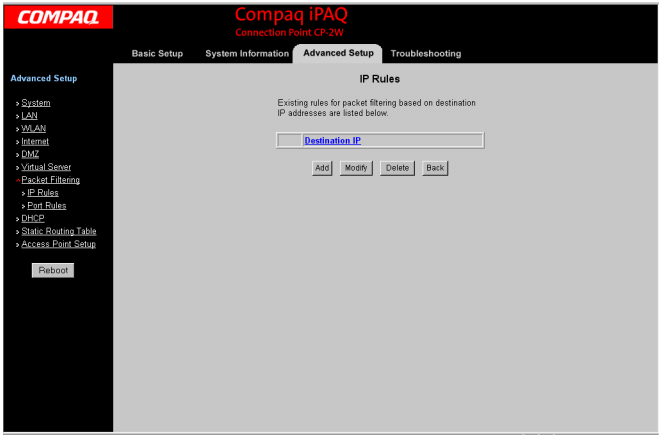 COMPAQ
Compaq iPAQ
Connection Point CP-2W
Basic Setup System Information Advanced Setup Troubleshooting
Advanced Setup
System
LAN
WLAN
Internet
DMZ
Virtual Server
Packet Filtering
IP Rules
Port Rules
DHCP
Static Routing Table
Access Point Setup
Reboot
IP Rules
Existing rules for packet filtering based on destination
IP addresses are listed below.
Destination IP
Add Modify Delete Back